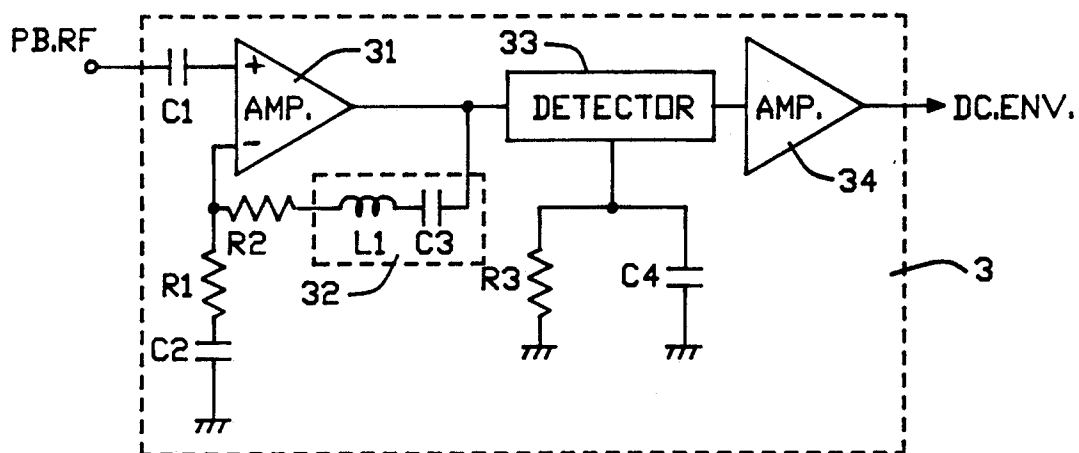 PB.RF
C1
+
AMP.
-
31
33
DETECTOR
AMP.
34
DC.ENV.
R2
L1
C3
32
R1
C2
R3
C4
3